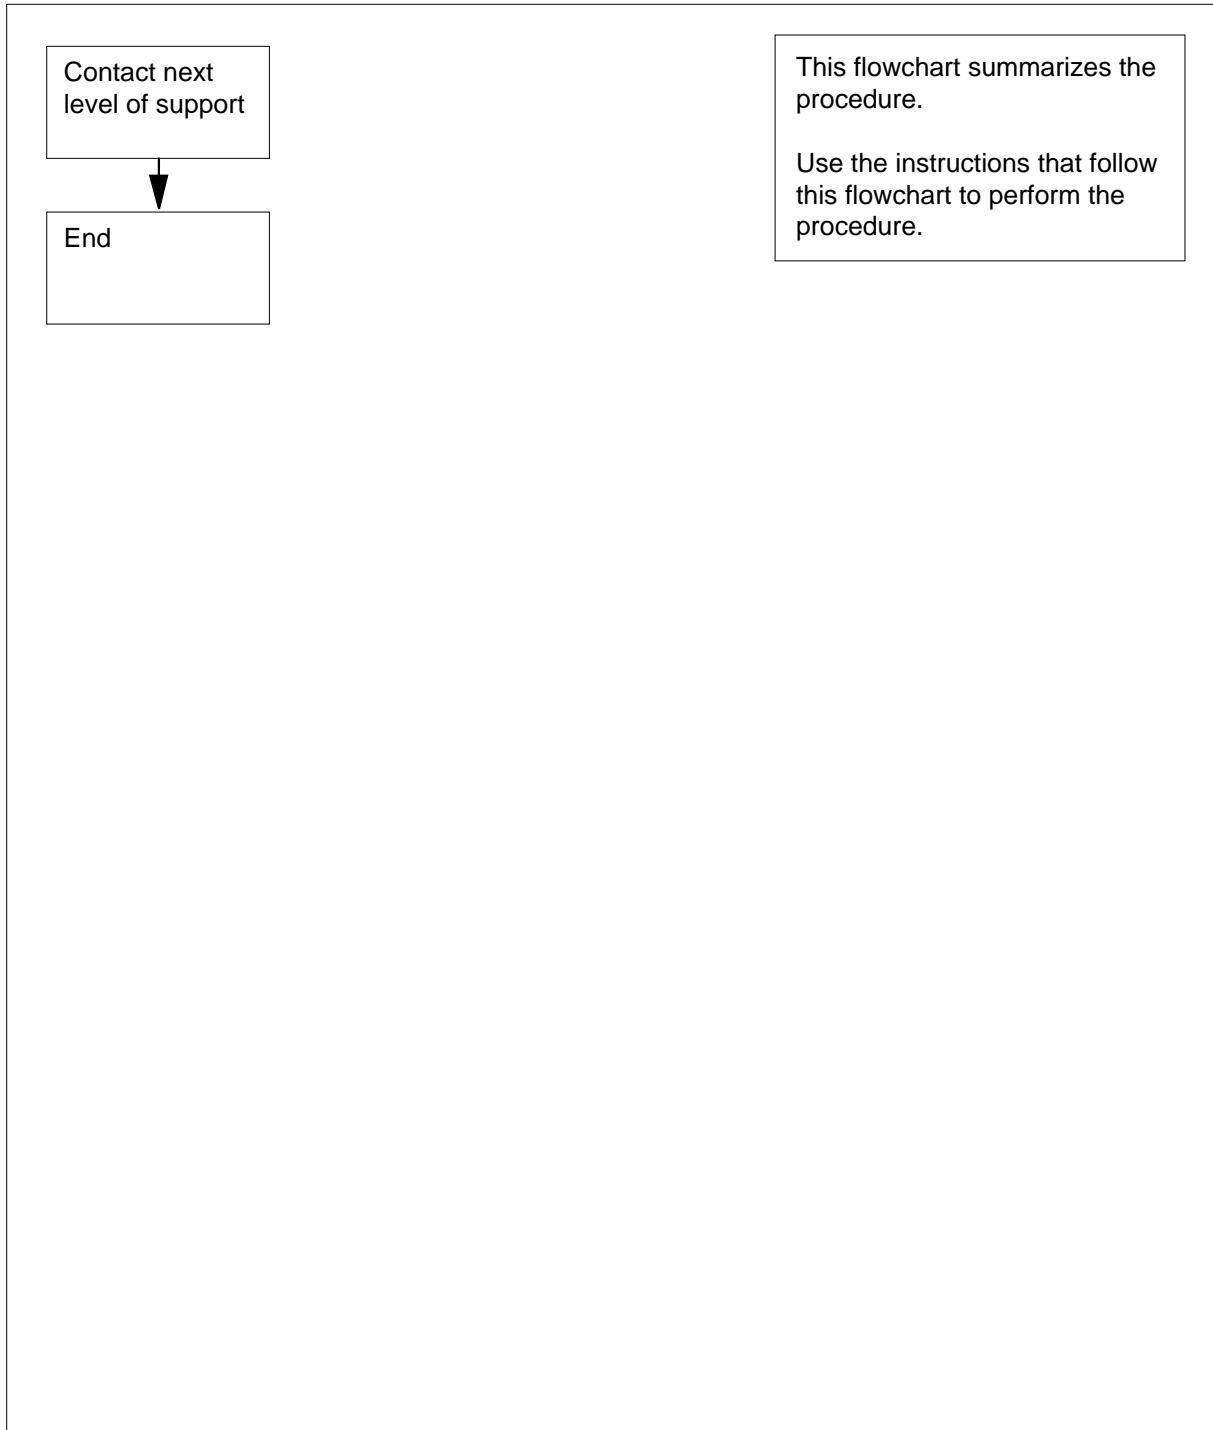 Contact next
level of support
End
This flowchart summarizes the
procedure.
Use the instructions that follow
this flowchart to perform the
procedure.